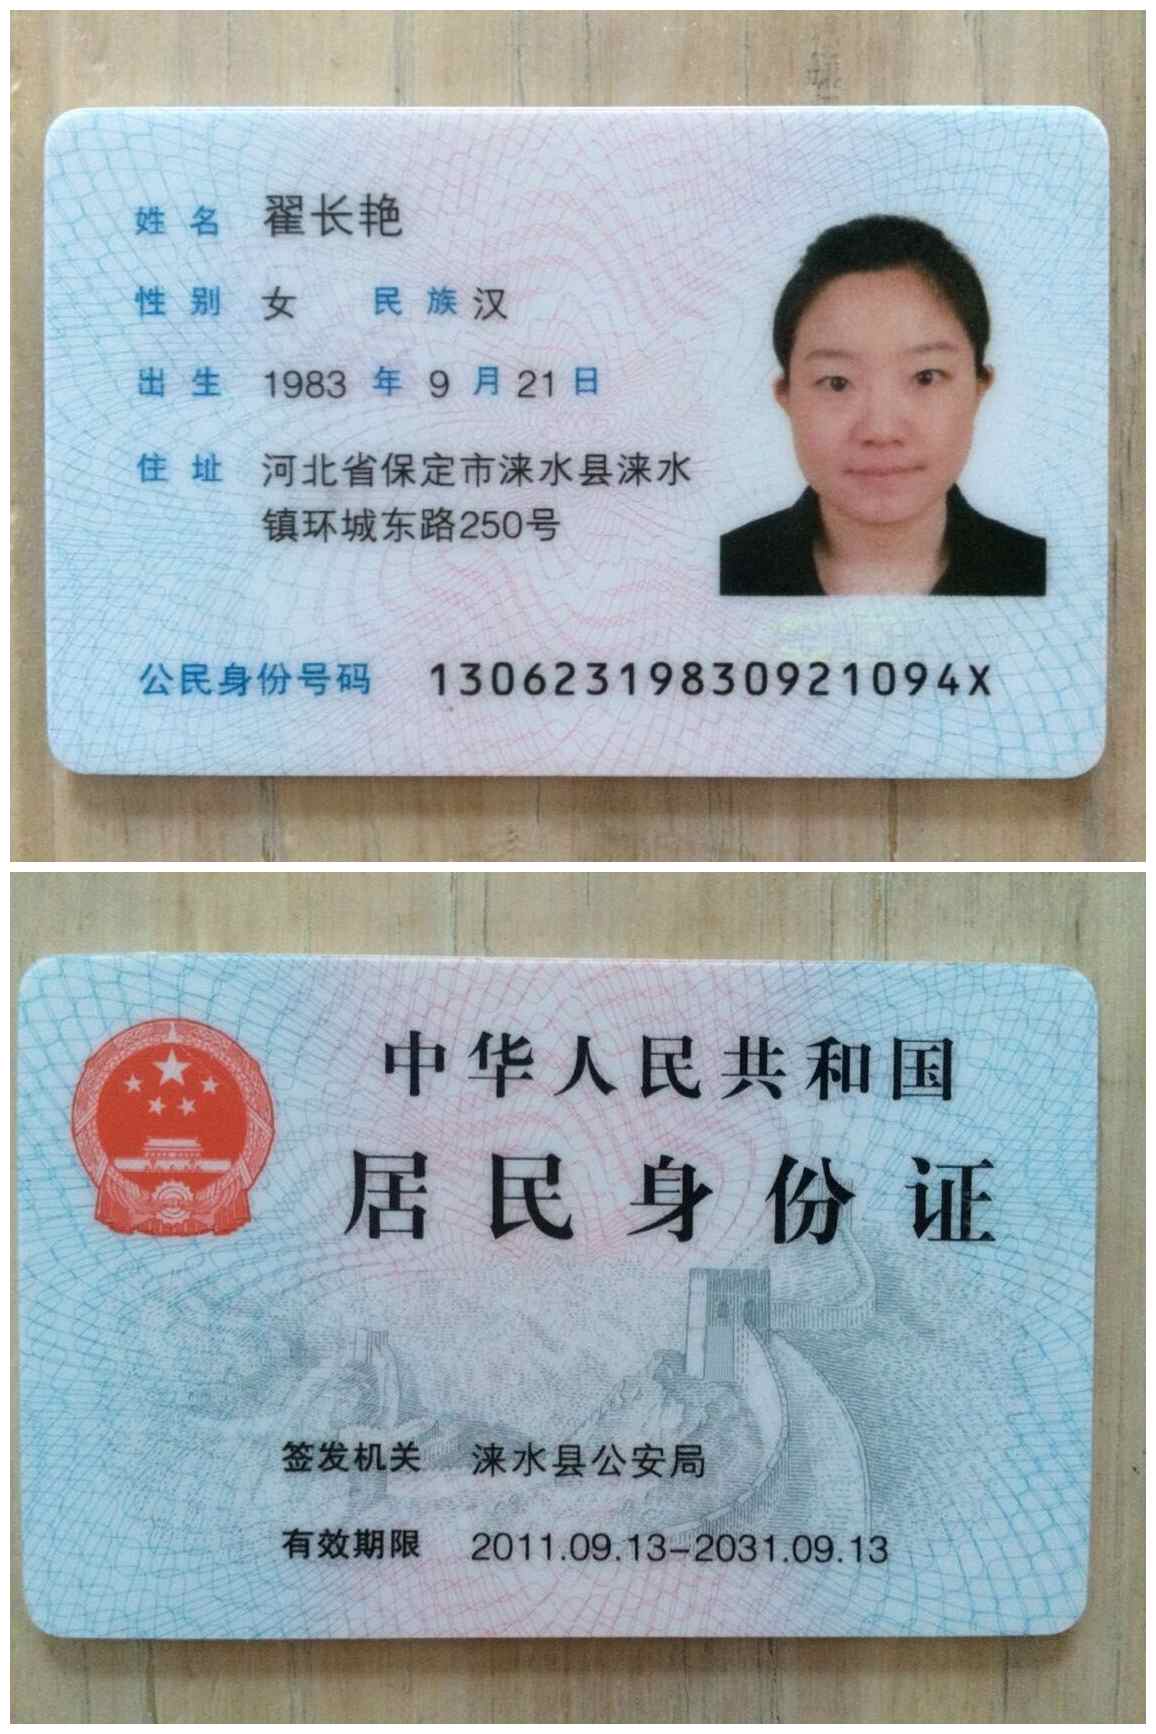 姓名 翟长艳
性别 女 民族 汉
出生 1983 年 9 月 21 日
住址 河北省保定市涞水县涞水
镇环城东路250号
公民身份号码 13062319830921094X
中华人民共和国
居民身份证
签发机关 涞水县公安局
有效期限 2011.09.13-2031.09.13